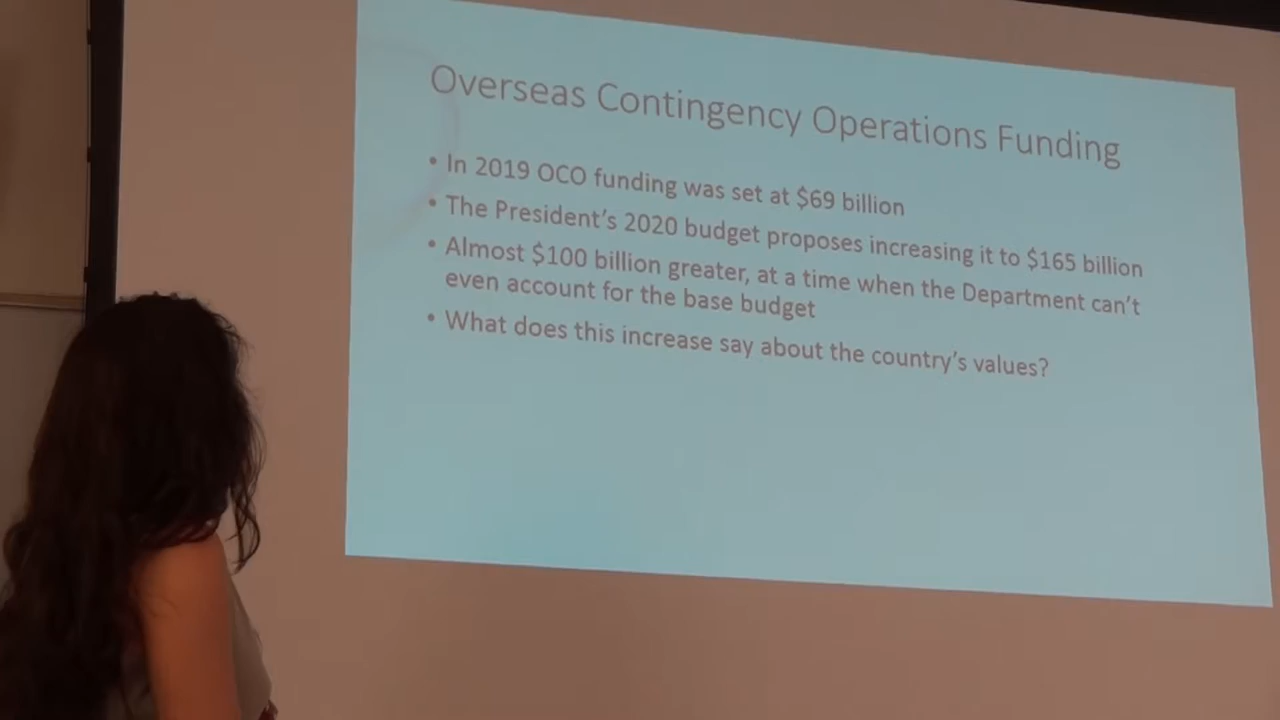 Overseas Contingency Operations Funding
• In 2019 OCO funding was set at $69 billion
• The President's 2020 budget proposes increasing it to $165 billion
• Almost $100 billion greater, at a time when the Department can't
even account for the base budget
• What does this increase say about the country's values?